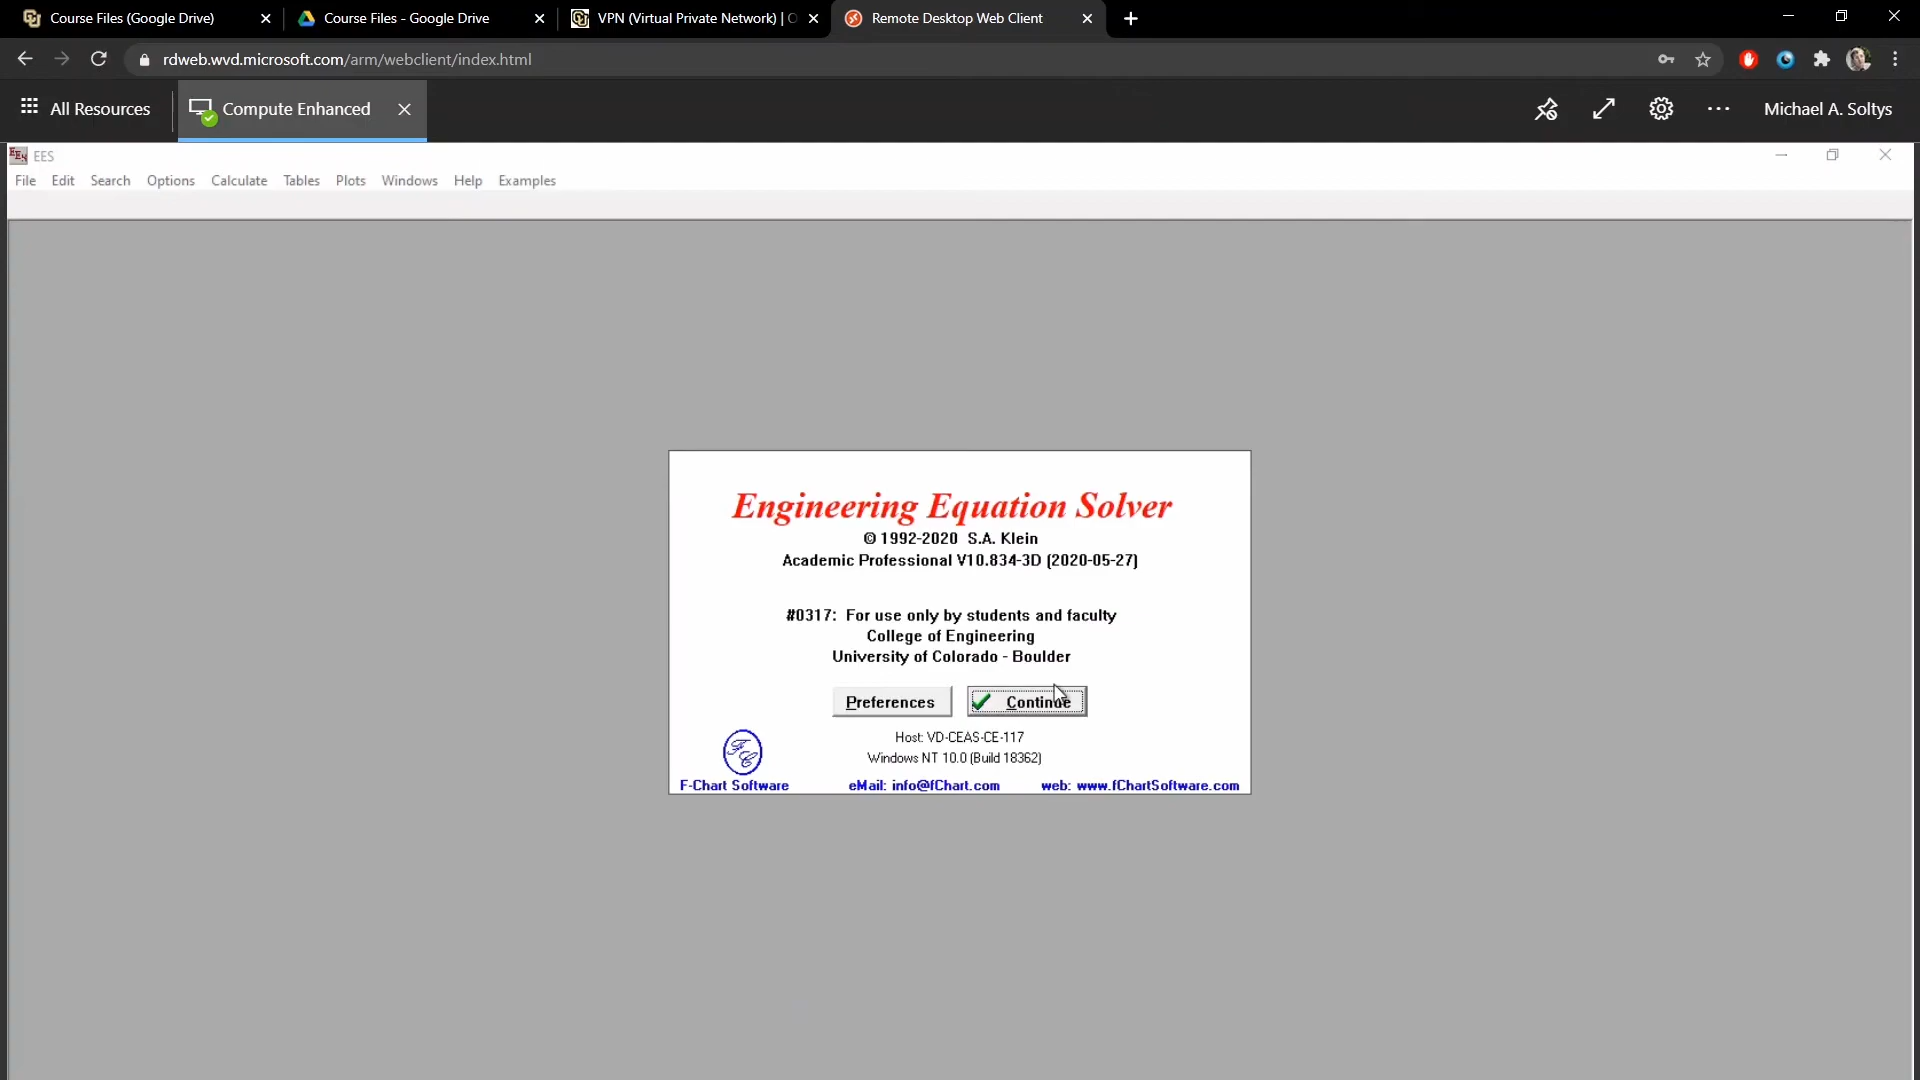 Course Files (Google Drive)
Course Files - Google Drive
VPN (Virtual Private Network) | O
Remote Desktop Web Client
rdweb.wvd.microsoft.com/arm/webclient/index.html
All Resources
Compute Enhanced
Michael A. Soltys
EES
File Edit Search Options Calculate Tables Plots Windows Help Examples
Engineering Equation Solver
© 1992-2020 S.A. Klein
Academic Professional V10.834-3D (2020-05-27)
#0317: For use only by students and faculty
College of Engineering
University of Colorado - Boulder
Preferences
Continue
Host: VD-CEAS-CE-117
Windows NT 10.0 (Build 18362)
F-Chart Software
eMail: info@fChart.com
web: www.fChartSoftware.com